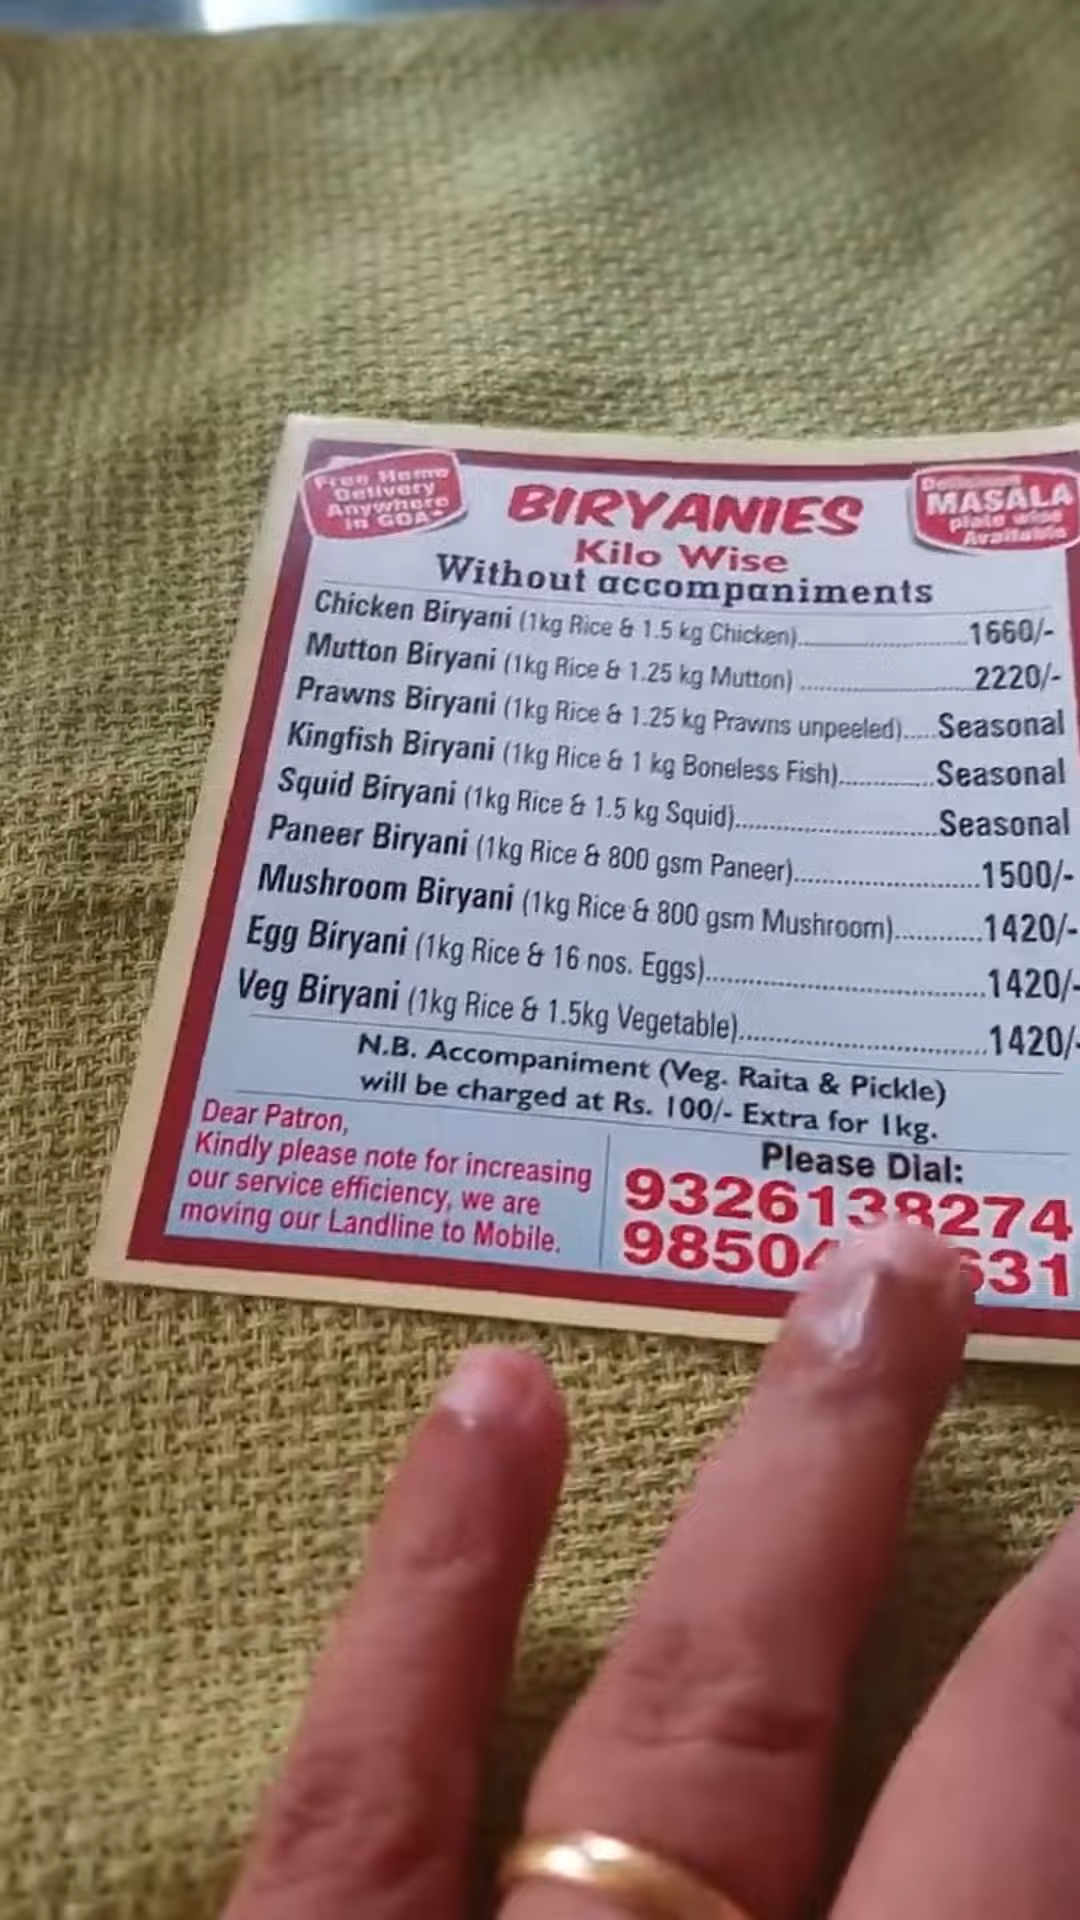 Free Home
Delivery
Anywhere
in GOA*
BIRYANIES
MASALA
plate wise
Available
Kilo Wise
Without accompaniments
Chicken Biryani (1kg Rice & 1.5 kg Chicken)..................1660/-
Mutton Biryani (1kg Rice & 1.25 kg Mutton) ..................2220/-
Prawns Biryani (1kg Rice & 1.25 kg Prawns unpeeled).....Seasonal
Kingfish Biryani (1kg Rice & 1 kg Boneless Fish)............Seasonal
Squid Biryani (1kg Rice & 1.5 kg Squid)..........................Seasonal
Paneer Biryani (1kg Rice & 800 gsm Paneer)........................1500/-
Mushroom Biryani (1kg Rice & 800 gsm Mushroom)............1420/-
Egg Biryani (1kg Rice & 16 nos. Eggs)....................................1420/-
Veg Biryani (1kg Rice & 1.5kg Vegetable)................................1420/-
N.B. Accompaniment (Veg. Raita & Pickle)
will be charged at Rs. 100/- Extra for 1kg.
Dear Patron,
Kindly please note for increasing
our service efficiency, we are
moving our Landline to Mobile.
Please Dial:
9326138274